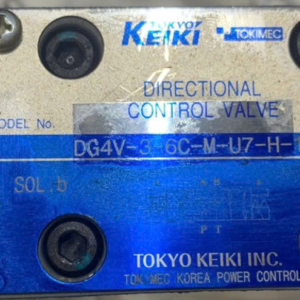 TOKYO
KEIKI TOKIMEC
DIRECTIONAL
CONTROL VALVE
MODEL No.
DG4V-3-6C-M-U7-H-
SOL.b
P T
TOKYO KEIKI INC.
TOKIMEC KOREA POWER CONTROL